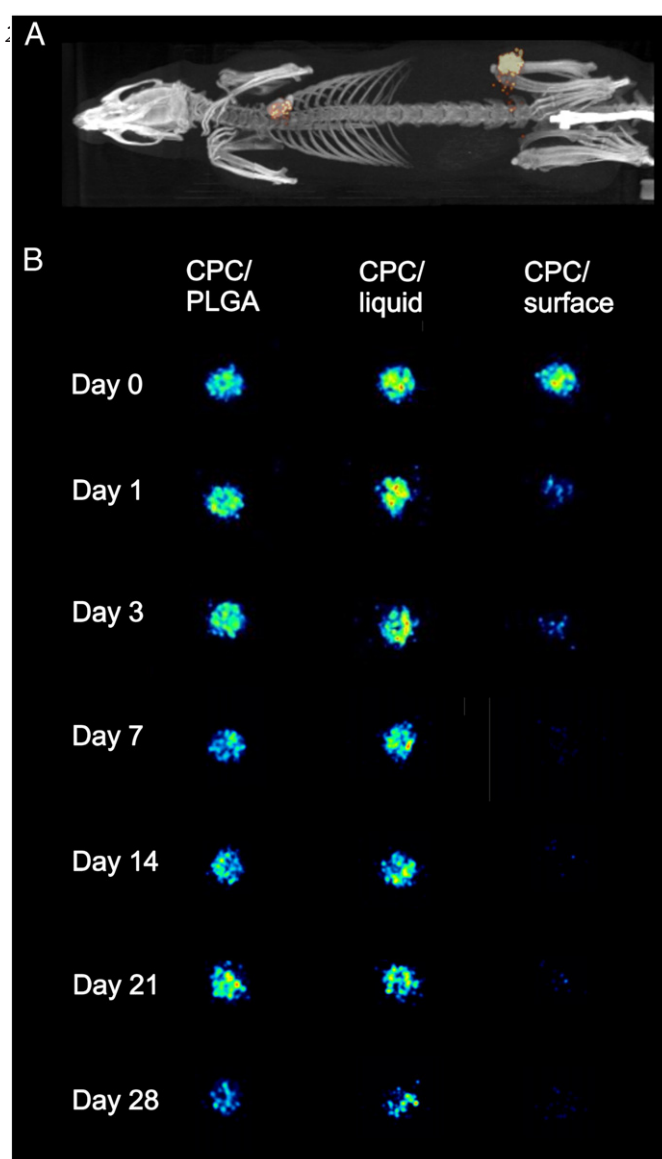 A
B
CPC/ CPC/ CPC/
PLGA liquid surface
Day 0
Day 1
Day 3
Day 7
Day 14
Day 21
Day 28